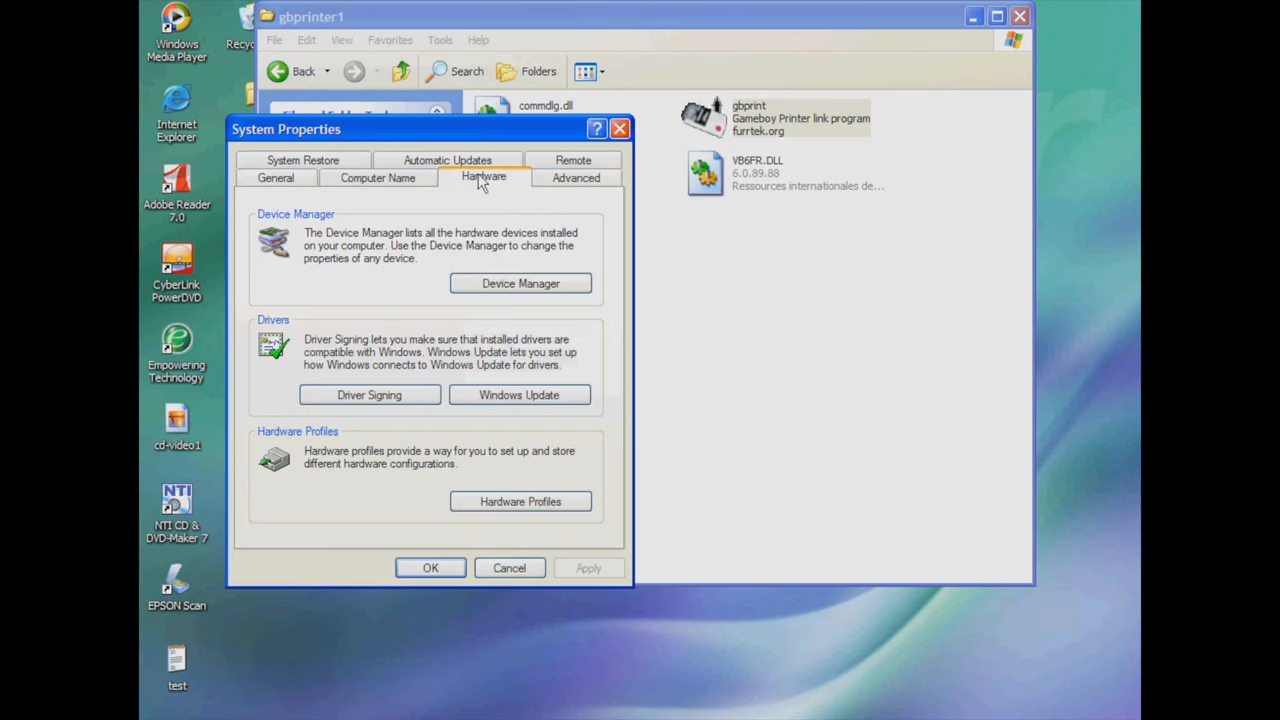 Windows
Media Player
Internet
Explorer
Adobe Reader
7.0
CyberLink
PowerDVD
Empowering
Technology
cd-video1
NTI CD &
DVD-Maker 7
EPSON Scan
test
gbprinter1
File Edit View Favorites Tools Help
Back Search Folders
commdlg.dll
gbprint
Gameboy Printer link program
furrtek.org
VB6FR.DLL
6.0.89.88
Ressources internationales de...
System Properties
System Restore Automatic Updates Remote
General Computer Name Hardware Advanced
Device Manager
The Device Manager lists all the hardware devices installed
on your computer. Use the Device Manager to change the
properties of any device.
Device Manager
Drivers
Driver Signing lets you make sure that installed drivers are
compatible with Windows. Windows Update lets you set up
how Windows connects to Windows Update for drivers.
Driver Signing Windows Update
Hardware Profiles
Hardware profiles provide a way for you to set up and store
different hardware configurations.
Hardware Profiles
OK Cancel Apply